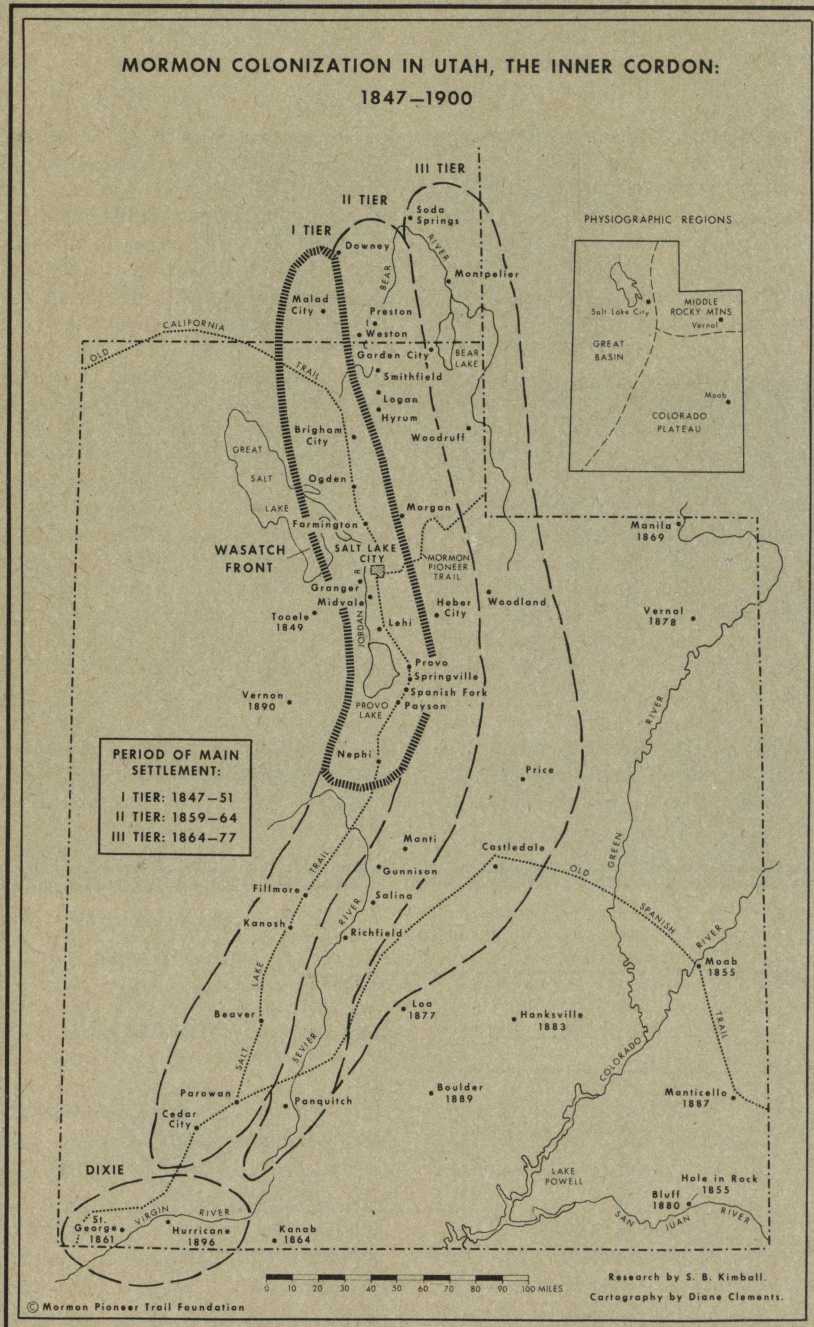 MORMON COLONIZATION IN UTAH, THE INNER CORDON:
1847—1900
III TIER
II TIER
I TIER
Soda
Springs
Downey
BEAR
RIVER
Montpelier
Malad
City
Preston
Weston
OLD
CALIFORNIA
TRAIL
Garden City
BEAR
LAKE
Smithfield
Logan
Hyrum
Brigham
City
Woodruff
GREAT
SALT
LAKE
Ogden
Morgan
Farmington
WASATCH
FRONT
SALT LAKE
CITY
MORMON
PIONEER
TRAIL
Granger
Midvale
JORDAN R
Heber
City
Woodland
Tooele
1849
Lehi
Provo
Springville
Spanish Fork
Payson
PROVO
LAKE
Vernon
1890
Nephi
Price
PHYSIOGRAPHIC REGIONS
Salt Lake City
MIDDLE
ROCKY MTNS
Vernal
GREAT
BASIN
Moab
COLORADO
PLATEAU
Manila
1869
Vernal
1878
GREEN
RIVER
PERIOD OF MAIN
SETTLEMENT:
I TIER: 1847—51
II TIER: 1859—64
III TIER: 1864—77
Manti
Gunnison
Castledale
OLD
SPANISH
TRAIL
Fillmore
Salina
Kanosh
Richfield
SALT
LAKE
TRAIL
SEVIER
RIVER
Beaver
Loa
1877
Hanksville
1883
COLORADO
RIVER
Moab
1855
Parowan
Cedar
City
Panquitch
Boulder
1889
Monticello
1887
DIXIE
LAKE
POWELL
Hole in Rock
1855
Bluff
1880
SAN
JUAN
RIVER
St.
George
1861
VIRGIN
RIVER
Hurricane
1896
Kanab
1864
0 10 20 30 40 50 60 70 80 90 100 MILES
Research by S. B. Kimball.
Cartography by Diane Clements.
© Mormon Pioneer Trail Foundation